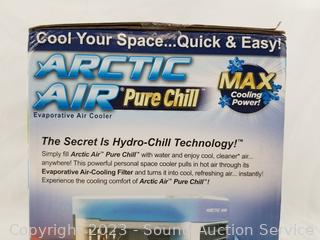 Cool Your Space...Quick & Easy!
ARCTIC
AIR® Pure Chill™
Evaporative Air Cooler
MAX
Cooling
Power!
The Secret Is Hydro-Chill Technology!™
Simply fill Arctic Air™ Pure Chill™ with water and enjoy cool, cleaner* air...
anywhere! This powerful personal space cooler pulls in hot air through its
Evaporative Air-Cooling Filter and turns it into cool, refreshing air... instantly!
Experience the cooling comfort of Arctic Air™ Pure Chill™!
ARCTIC AIR
Copyright 2023 - Sound Auction Service